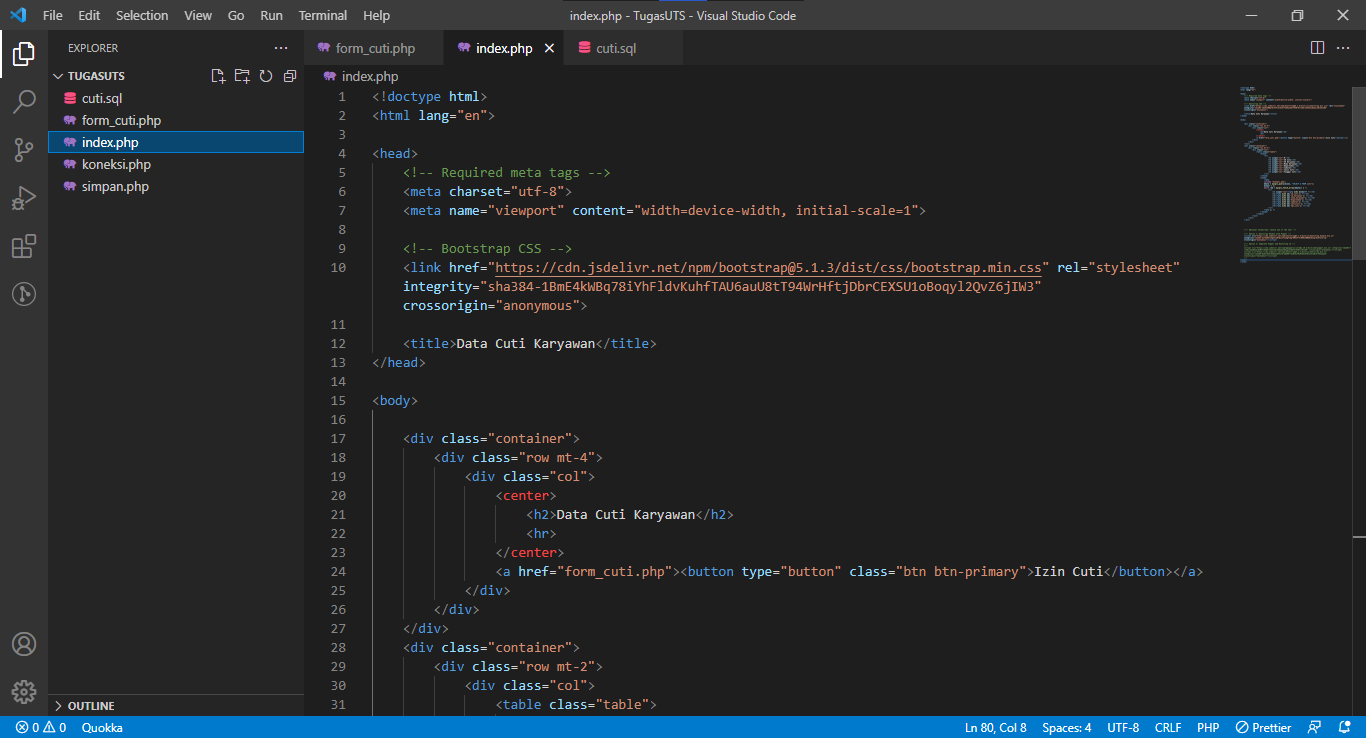 File Edit Selection View Go Run Terminal Help
index.php - TugasUTS - Visual Studio Code
EXPLORER
TUGASUTS
cuti.sql
form_cuti.php
index.php
koneksi.php
simpan.php
OUTLINE
form_cuti.php index.php cuti.sql
index.php
1 <!doctype html>
2 <html lang="en">
3
4 <head>
5 <!-- Required meta tags -->
6 <meta charset="utf-8">
7 <meta name="viewport" content="width=device-width, initial-scale=1">
8
9 <!-- Bootstrap CSS -->
10 <link href="https://cdn.jsdelivr.net/npm/bootstrap@5.1.3/dist/css/bootstrap.min.css" rel="stylesheet"
integrity="sha384-1BmE4kWBq78iYhFldvKuhfTAU6auU8tT94WrHftjDbrCEXSU1oBoqyl2QvZ6jIW3"
crossorigin="anonymous">
11
12 <title>Data Cuti Karyawan</title>
13 </head>
14
15 <body>
16
17 <div class="container">
18 <div class="row mt-4">
19 <div class="col">
20 <center>
21 <h2>Data Cuti Karyawan</h2>
22 <hr>
23 </center>
24 <a href="form_cuti.php"><button type="button" class="btn btn-primary">Izin Cuti</button></a>
25 </div>
26 </div>
27 </div>
28 <div class="container">
29 <div class="row mt-2">
30 <div class="col">
31 <table class="table">
0 0 Quokka
Ln 80, Col 8 Spaces: 4 UTF-8 CRLF PHP Prettier